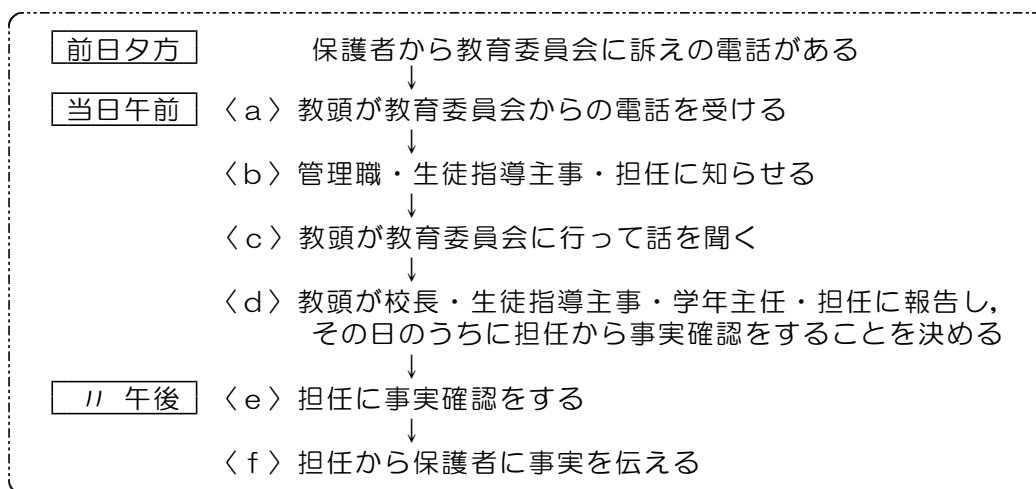 前日夕方 保護者から教育委員会に訴えの電話がある
↓
当日午前 〈ａ〉教頭が教育委員会からの電話を受ける
↓
〈ｂ〉管理職・生徒指導主事・担任に知らせる
↓
〈ｃ〉教頭が教育委員会に行って話を聞く
↓
〈ｄ〉教頭が校長・生徒指導主事・学年主任・担任に報告し，
その日のうちに担任から事実確認をすることを決める
↓
〃 午後 〈ｅ〉担任に事実確認をする
↓
〈ｆ〉担任から保護者に事実を伝える